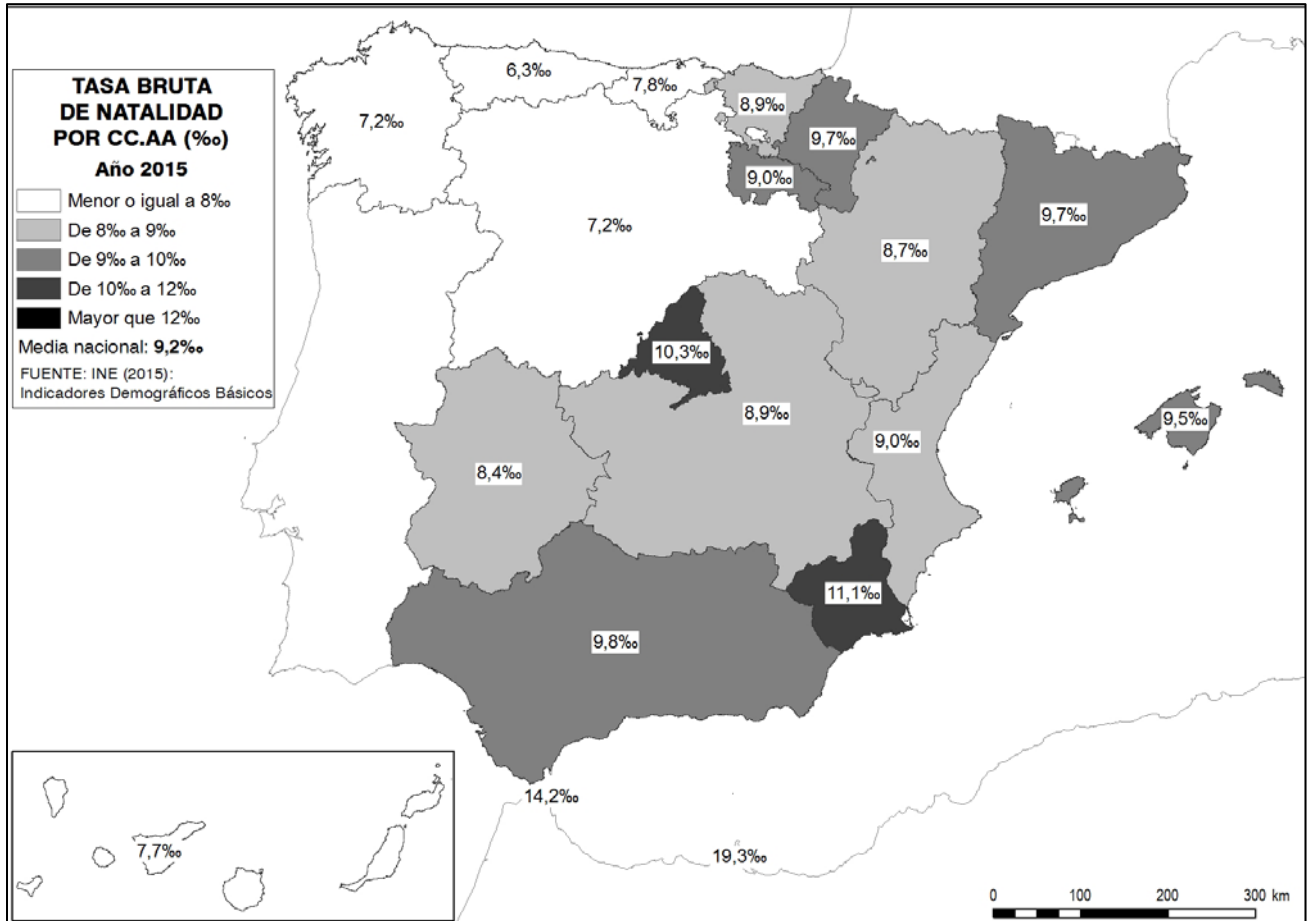 TASA BRUTA
DE NATALIDAD
POR CC.AA (‰)
Año 2015
Menor o igual a 8‰
De 8‰ a 9‰
De 9‰ a 10‰
De 10‰ a 12‰
Mayor que 12‰
Media nacional: 9,2‰
FUENTE: INE (2015):
Indicadores Demográficos Básicos
6,3‰
7,8‰
8,9‰
7,2‰
9,7‰
9,0‰
9,7‰
7,2‰
8,7‰
10,3‰
8,9‰
9,5‰
9,0‰
8,4‰
11,1‰
9,8‰
14,2‰
7,7‰
19,3‰
0 100 200 300 km